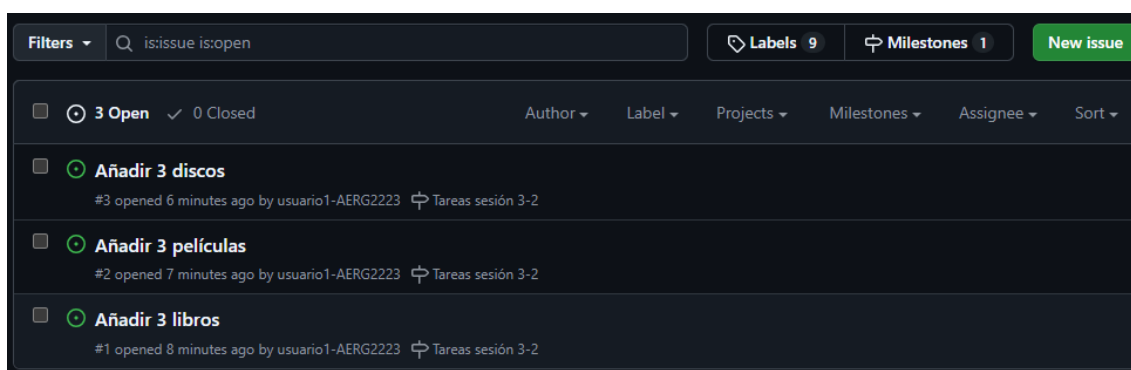 Filters is:issue is:open Labels 9 Milestones 1 New issue
3 Open 0 Closed Author Label Projects Milestones Assignee Sort
Añadir 3 discos
#3 opened 6 minutes ago by usuario1-AERG2223 Tareas sesión 3-2
Añadir 3 películas
#2 opened 7 minutes ago by usuario1-AERG2223 Tareas sesión 3-2
Añadir 3 libros
#1 opened 8 minutes ago by usuario1-AERG2223 Tareas sesión 3-2